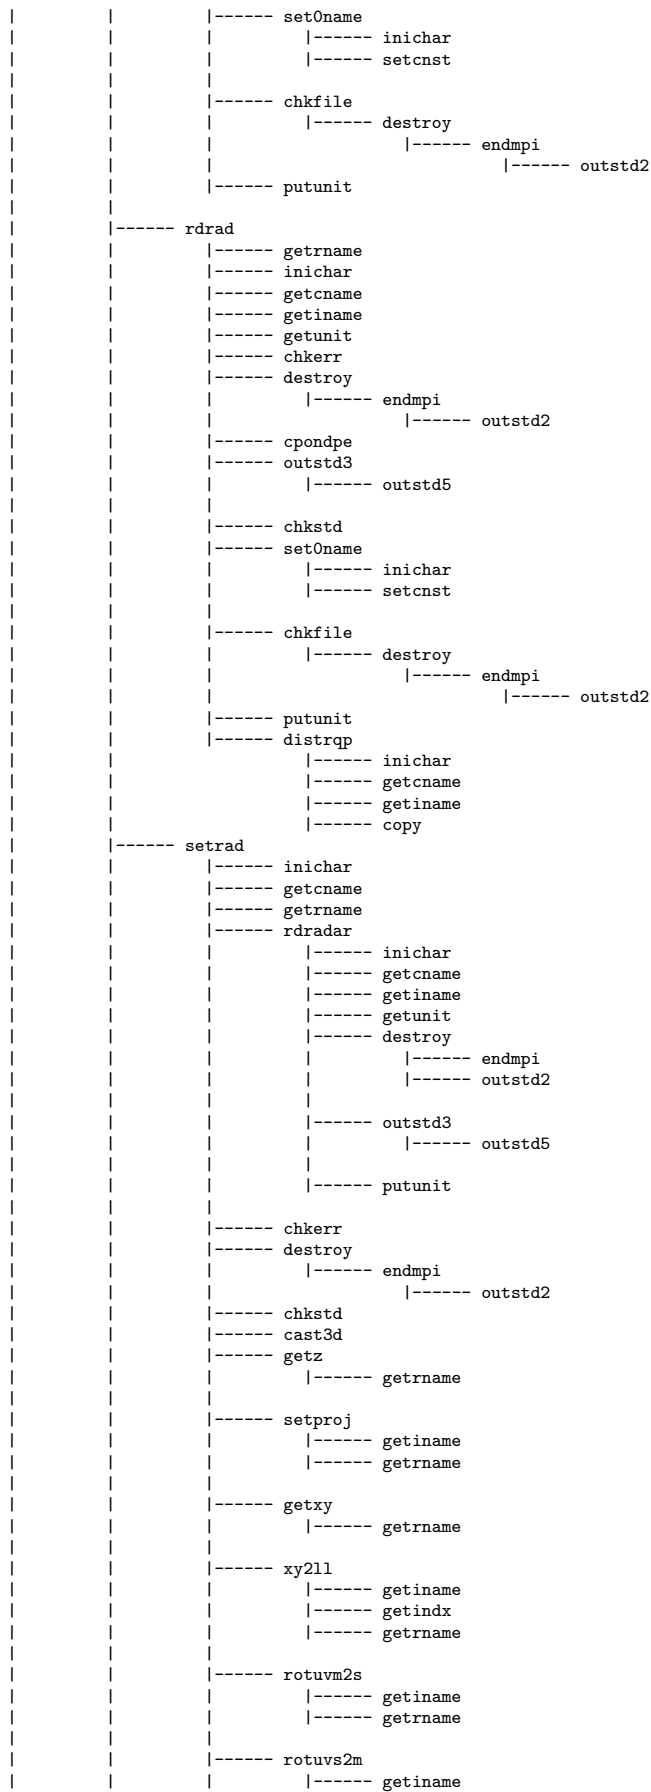 |         |         |------ set0name
|         |         |         |------ inichar
|         |         |         |------ setcnst
|         |         |
|         |         |------ chkfile
|         |         |         |------ destroy
|         |         |                   |------ endmpi
|         |         |                             |------ outstd2
|         |         |------ putunit
|         |
|         |------ rdrad
|         |         |------ getrname
|         |         |------ inichar
|         |         |------ getcname
|         |         |------ getiname
|         |         |------ getunit
|         |         |------ chkerr
|         |         |------ destroy
|         |         |         |------ endmpi
|         |         |                   |------ outstd2
|         |         |------ cpondpe
|         |         |------ outstd3
|         |         |         |------ outstd5
|         |         |
|         |         |------ chkstd
|         |         |------ set0name
|         |         |         |------ inichar
|         |         |         |------ setcnst
|         |         |
|         |         |------ chkfile
|         |         |         |------ destroy
|         |         |                   |------ endmpi
|         |         |                             |------ outstd2
|         |         |------ putunit
|         |         |------ distrqp
|         |                   |------ inichar
|         |                   |------ getcname
|         |                   |------ getiname
|         |                   |------ copy
|         |------ setrad
|         |         |------ inichar
|         |         |------ getcname
|         |         |------ getrname
|         |         |------ rdradar
|         |         |         |------ inichar
|         |         |         |------ getcname
|         |         |         |------ getiname
|         |         |         |------ getunit
|         |         |         |------ destroy
|         |         |         |         |------ endmpi
|         |         |         |         |------ outstd2
|         |         |         |
|         |         |         |------ outstd3
|         |         |         |         |------ outstd5
|         |         |         |
|         |         |         |------ putunit
|         |         |
|         |         |------ chkerr
|         |         |------ destroy
|         |         |         |------ endmpi
|         |         |                   |------ outstd2
|         |         |------ chkstd
|         |         |------ cast3d
|         |         |------ getz
|         |         |         |------ getrname
|         |         |
|         |         |------ setproj
|         |         |         |------ getiname
|         |         |         |------ getrname
|         |         |
|         |         |------ getxy
|         |         |         |------ getrname
|         |         |
|         |         |------ xy2ll
|         |         |         |------ getiname
|         |         |         |------ getindx
|         |         |         |------ getrname
|         |         |
|         |         |------ rotuvm2s
|         |         |         |------ getiname
|         |         |         |------ getrname
|         |         |
|         |         |------ rotuvs2m
|         |         |         |------ getiname